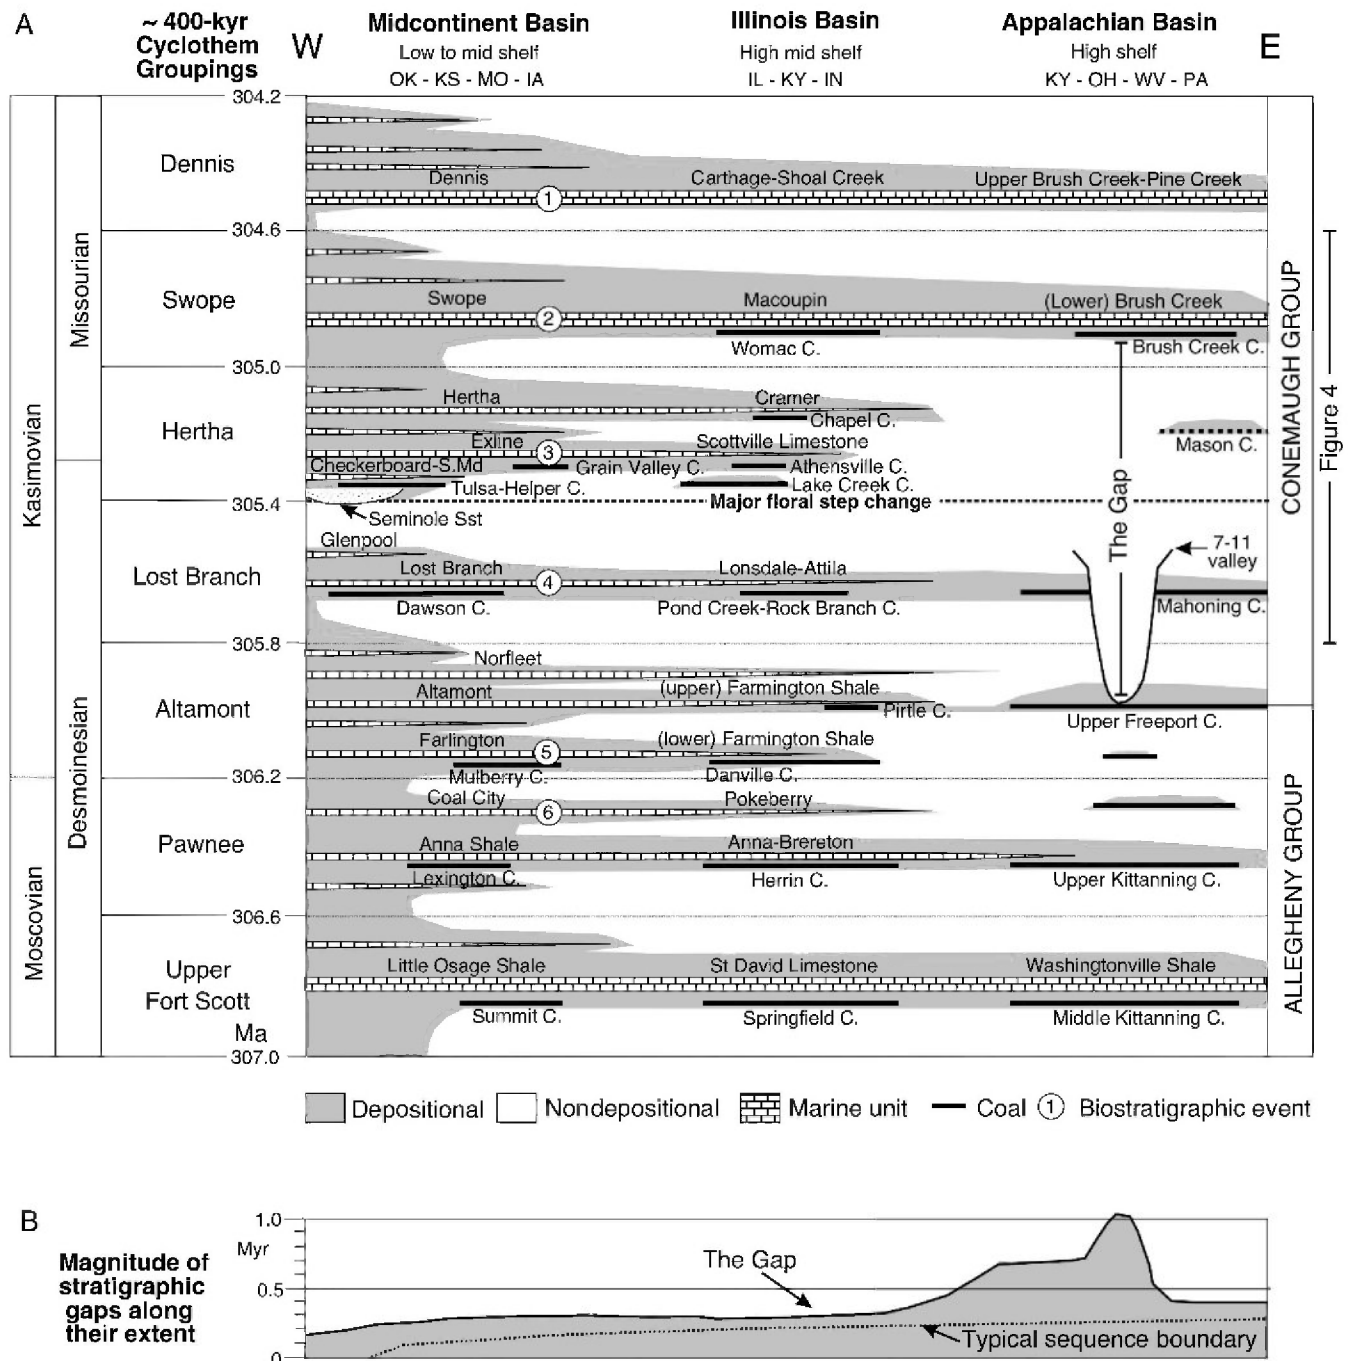 A
~ 400-kyr
Cyclothem
Groupings
W
Midcontinent Basin
Low to mid shelf
OK - KS - MO - IA
Illinois Basin
High mid shelf
IL - KY - IN
Appalachian Basin
High shelf
KY - OH - WV - PA
E
304.2
Dennis
Dennis
Carthage-Shoal Creek
Upper Brush Creek-Pine Creek
1
304.6
Missourian
Swope
Swope
Macoupin
(Lower) Brush Creek
2
Womac C.
Brush Creek C.
305.0
Kasimovian
Hertha
Hertha
Cramer
Chapel C.
Mason C.
Exline
3
Scottville Limestone
Checkerboard-S.Md
Grain Valley C.
Athensville C.
Tulsa-Helper C.
Lake Creek C.
305.4
Major floral step change
Seminole Sst
The Gap
7-11
valley
Glenpool
Lost Branch
Lost Branch
4
Lonsdale-Attila
Dawson C.
Pond Creek-Rock Branch C.
Mahoning C.
305.8
Norfleet
Desmoinesian
Altamont
Altamont
(upper) Farmington Shale
Pirtle C.
Upper Freeport C.
Farlington
5
(lower) Farmington Shale
Mulberry C.
Danville C.
306.2
Coal City
6
Pokeberry
Moscovian
Pawnee
Anna Shale
Anna-Brereton
Lexington C.
Herrin C.
Upper Kittanning C.
306.6
Upper
Fort Scott
Little Osage Shale
St David Limestone
Washingtonville Shale
Summit C.
Springfield C.
Middle Kittanning C.
Ma
307.0
CONEMAUGH GROUP
ALLEGHENY GROUP
Figure 4
Depositional
Nondepositional
Marine unit
Coal
1 Biostratigraphic event
B
Magnitude of
stratigraphic
gaps along
their extent
1.0
Myr
0.5
0
The Gap
Typical sequence boundary